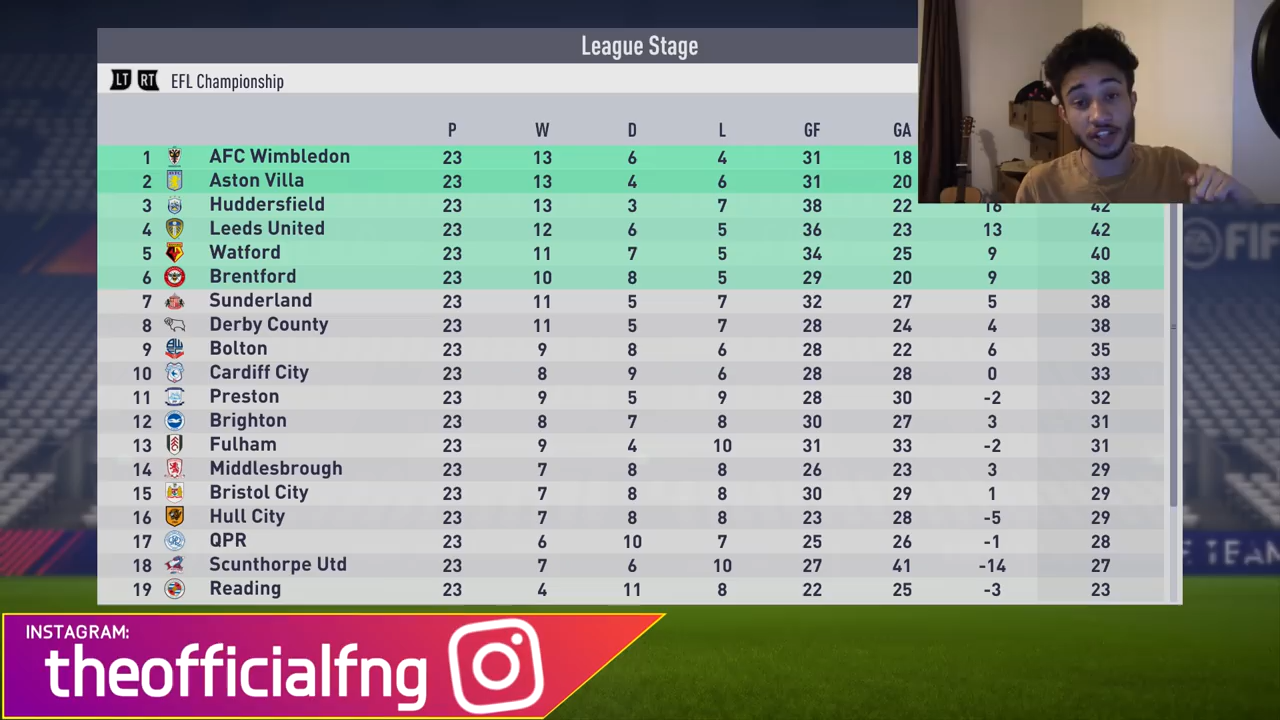 League Stage
LT RT EFL Championship
P W D L GF GA
1 AFC Wimbledon 23 13 6 4 31 18
2 Aston Villa 23 13 4 6 31 20
3 Huddersfield 23 13 3 7 38 22 16 42
4 Leeds United 23 12 6 5 36 23 13 42
5 Watford 23 11 7 5 34 25 9 40
6 Brentford 23 10 8 5 29 20 9 38
7 Sunderland 23 11 5 7 32 27 5 38
8 Derby County 23 11 5 7 28 24 4 38
9 Bolton 23 9 8 6 28 22 6 35
10 Cardiff City 23 8 9 6 28 28 0 33
11 Preston 23 9 5 9 28 30 -2 32
12 Brighton 23 8 7 8 30 27 3 31
13 Fulham 23 9 4 10 31 33 -2 31
14 Middlesbrough 23 7 8 8 26 23 3 29
15 Bristol City 23 7 8 8 30 29 1 29
16 Hull City 23 7 8 8 23 28 -5 29
17 QPR 23 6 10 7 25 26 -1 28
18 Scunthorpe Utd 23 7 6 10 27 41 -14 27
19 Reading 23 4 11 8 22 25 -3 23
EA FIF
E TEAM
INSTAGRAM:
theofficialfng